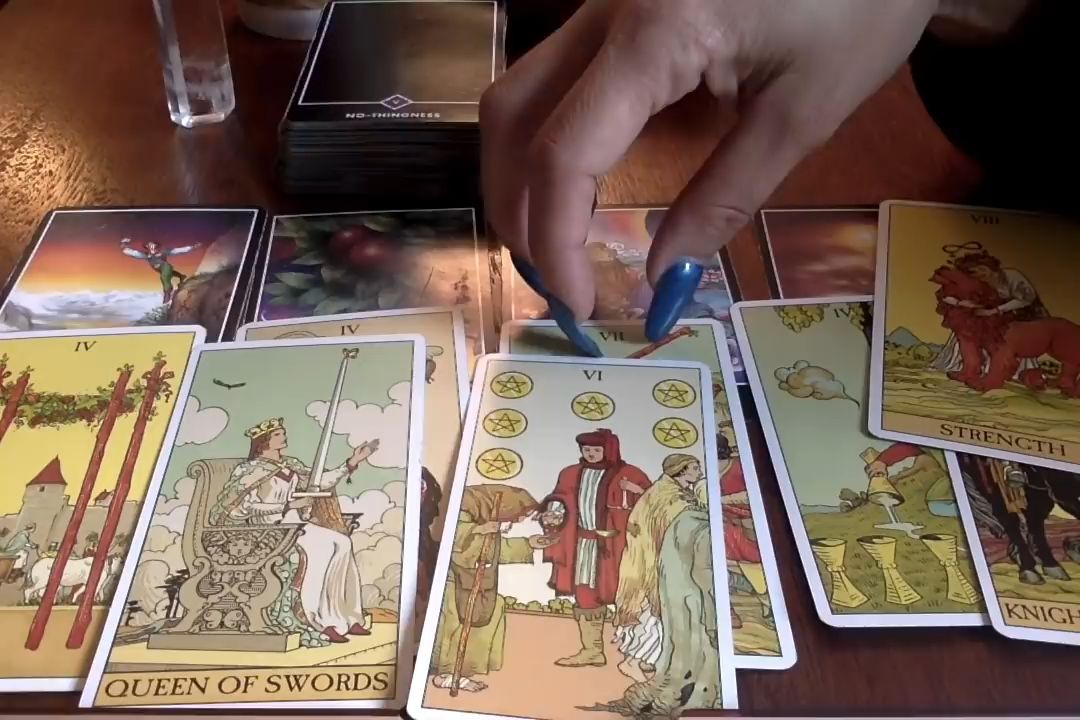 V
NO-THINGNESS
VIII
STRENGTH
IV
IV
QUEEN OF SWORDS
VII
VI
IV
KNIGH